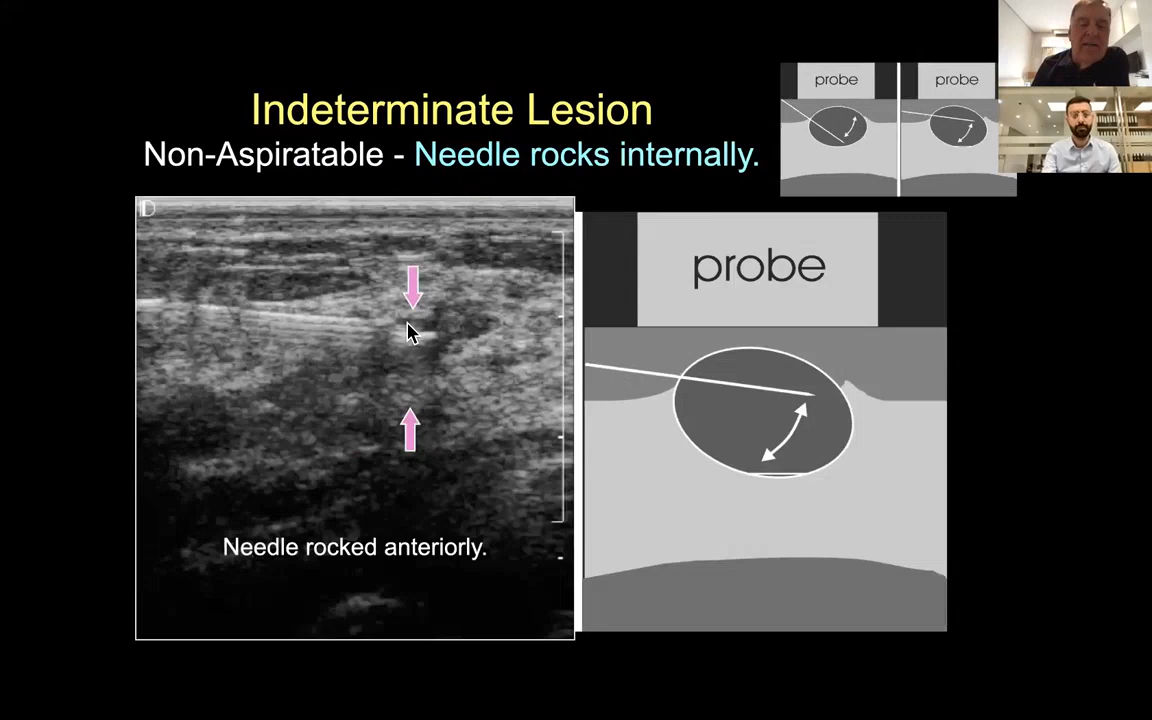 probe probe
Indeterminate Lesion
Non-Aspiratable - Needle rocks internally.
D
probe
Needle rocked anteriorly.